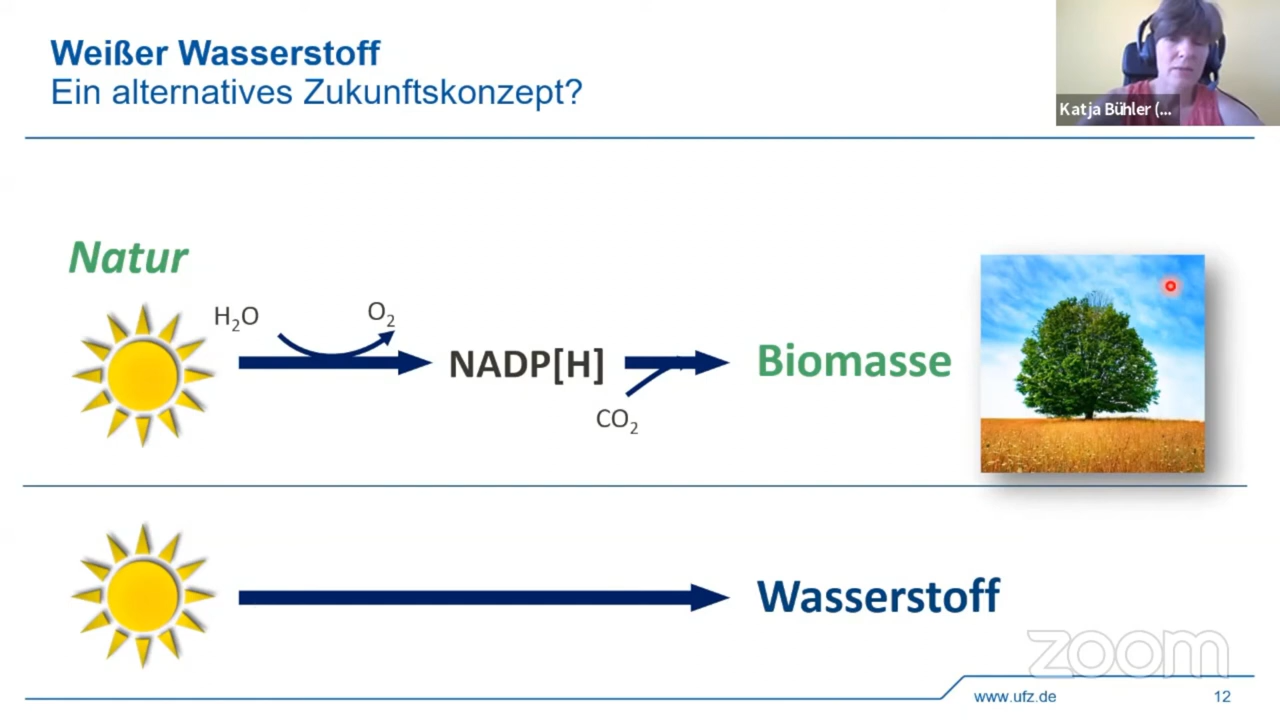 Weißer Wasserstoff
Ein alternatives Zukunftskonzept?
Katja Bühler (...
Natur
H₂O
O₂
NADP[H]
Biomasse
CO₂
Wasserstoff
zoom
www.ufz.de
12